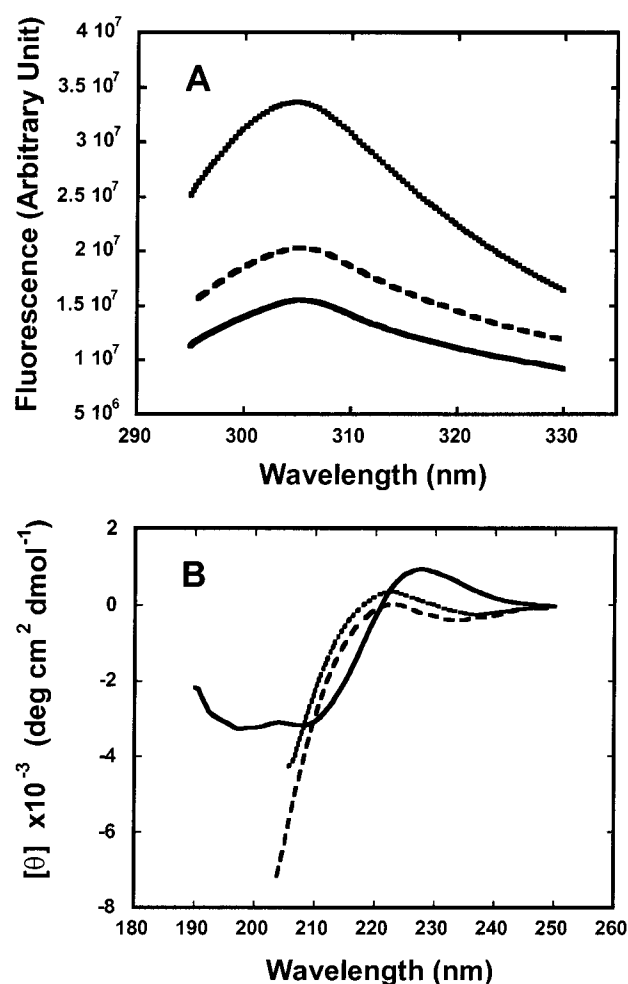 A
4 10⁷
3.5 10⁷
3 10⁷
2.5 10⁷
2 10⁷
1.5 10⁷
1 10⁷
5 10⁶
Fluorescence (Arbitrary Unit)
290 300 310 320 330
Wavelength (nm)
B
2
0
-2
-4
-6
-8
[θ] x10⁻³ (deg cm² dmol⁻¹)
180 190 200 210 220 230 240 250 260
Wavelength (nm)